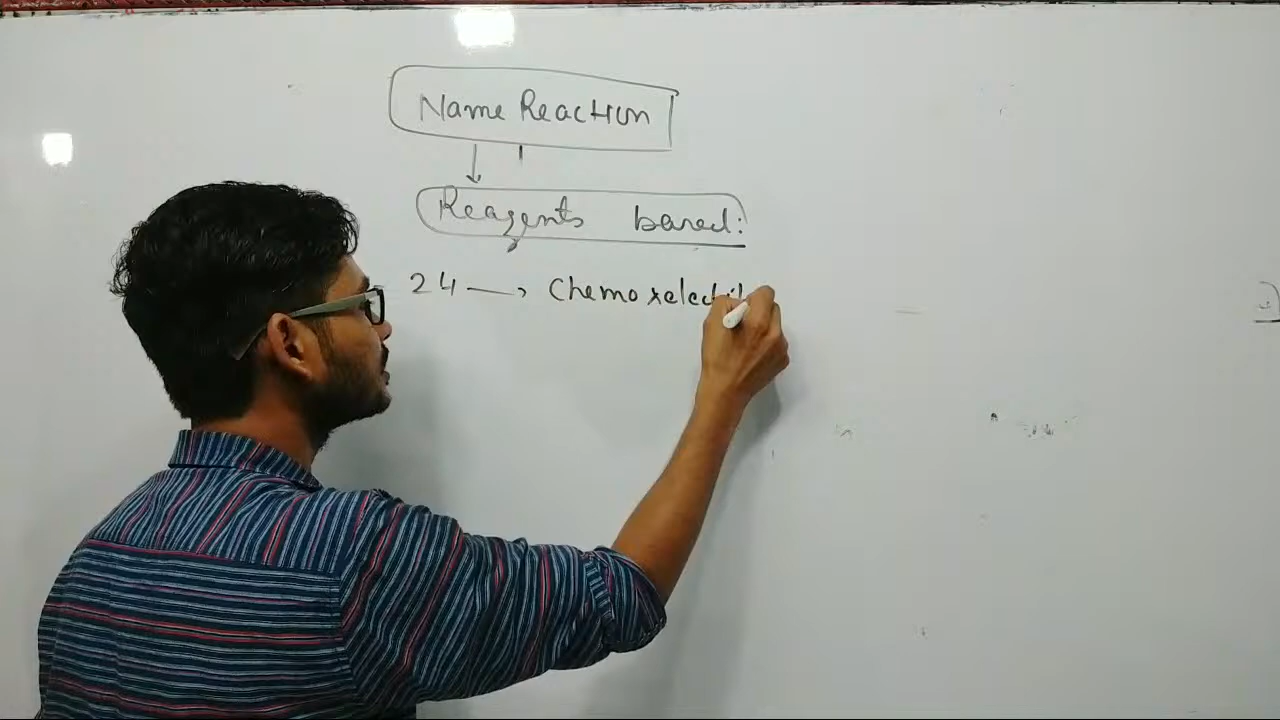 Name Reaction
Reagents based:
24 → Chemo